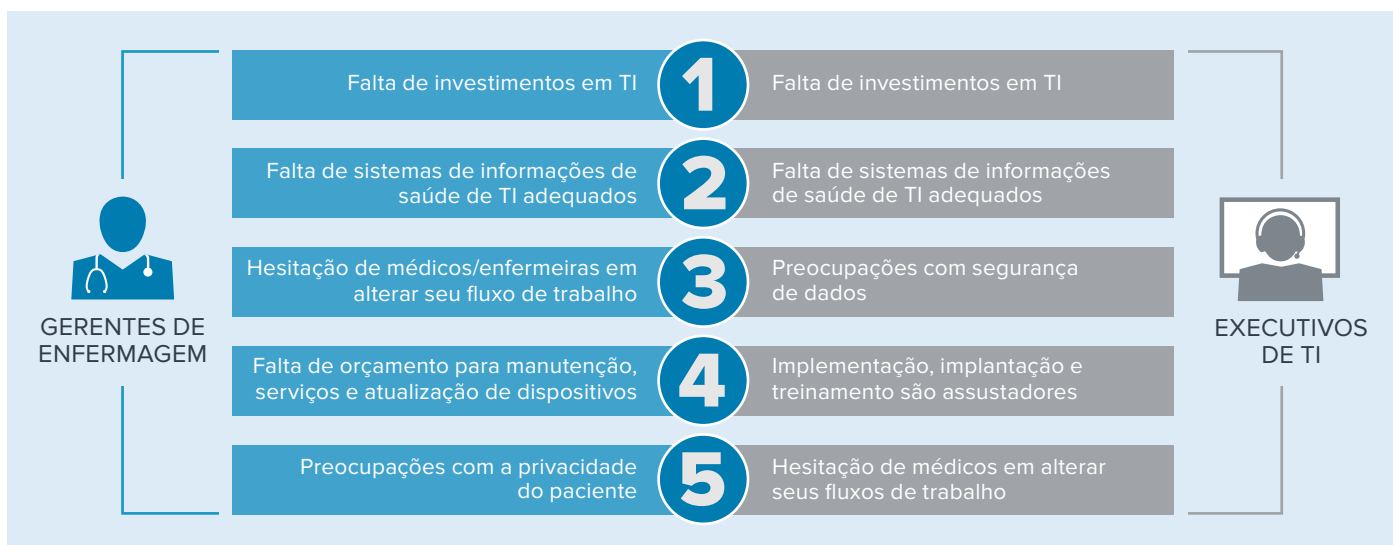 GERENTES DE
ENFERMAGEM
Falta de investimentos em TI
1
Falta de investimentos em TI
Falta de sistemas de informações de
saúde de TI adequados
2
Falta de sistemas de informações
de saúde de TI adequados
Hesitação de médicos/enfermeiras em
alterar seu fluxo de trabalho
3
Preocupações com segurança
de dados
Falta de orçamento para manutenção,
serviços e atualização de dispositivos
4
Implementação, implantação e
treinamento são assustadores
Preocupações com a privacidade
do paciente
5
Hesitação de médicos em alterar
seus fluxos de trabalho
EXECUTIVOS
DE TI